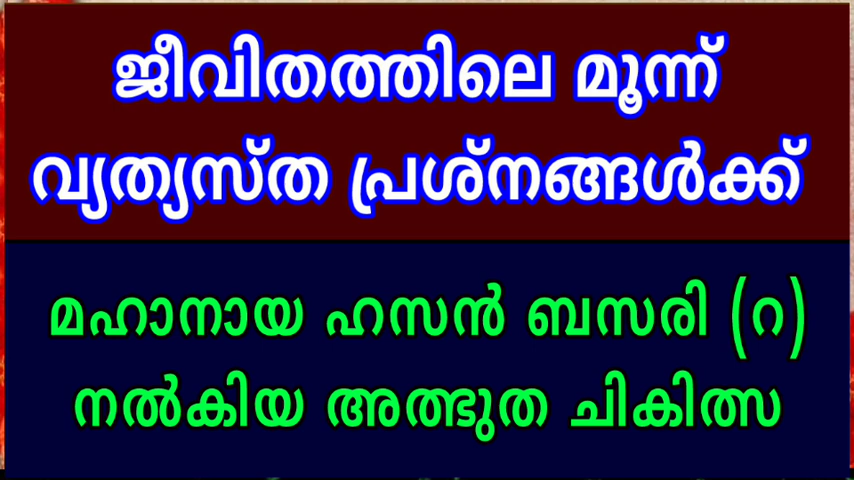 ജീവിതത്തിലെ മൂന്ന്
വ്യത്യസ്ത പ്രശ്നങ്ങൾക്ക്
മഹാനായ ഹസൻ ബസരി (റ)
നൽകിയ അത്ഭുത ചികിത്സ